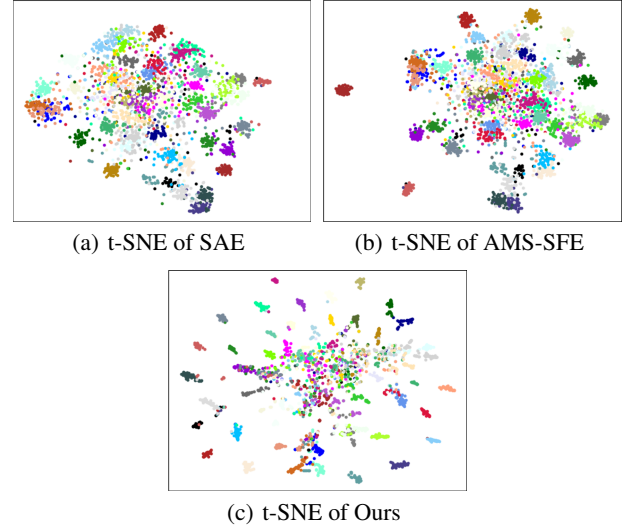 (a) t-SNE of SAE
(b) t-SNE of AMS-SFE
(c) t-SNE of Ours